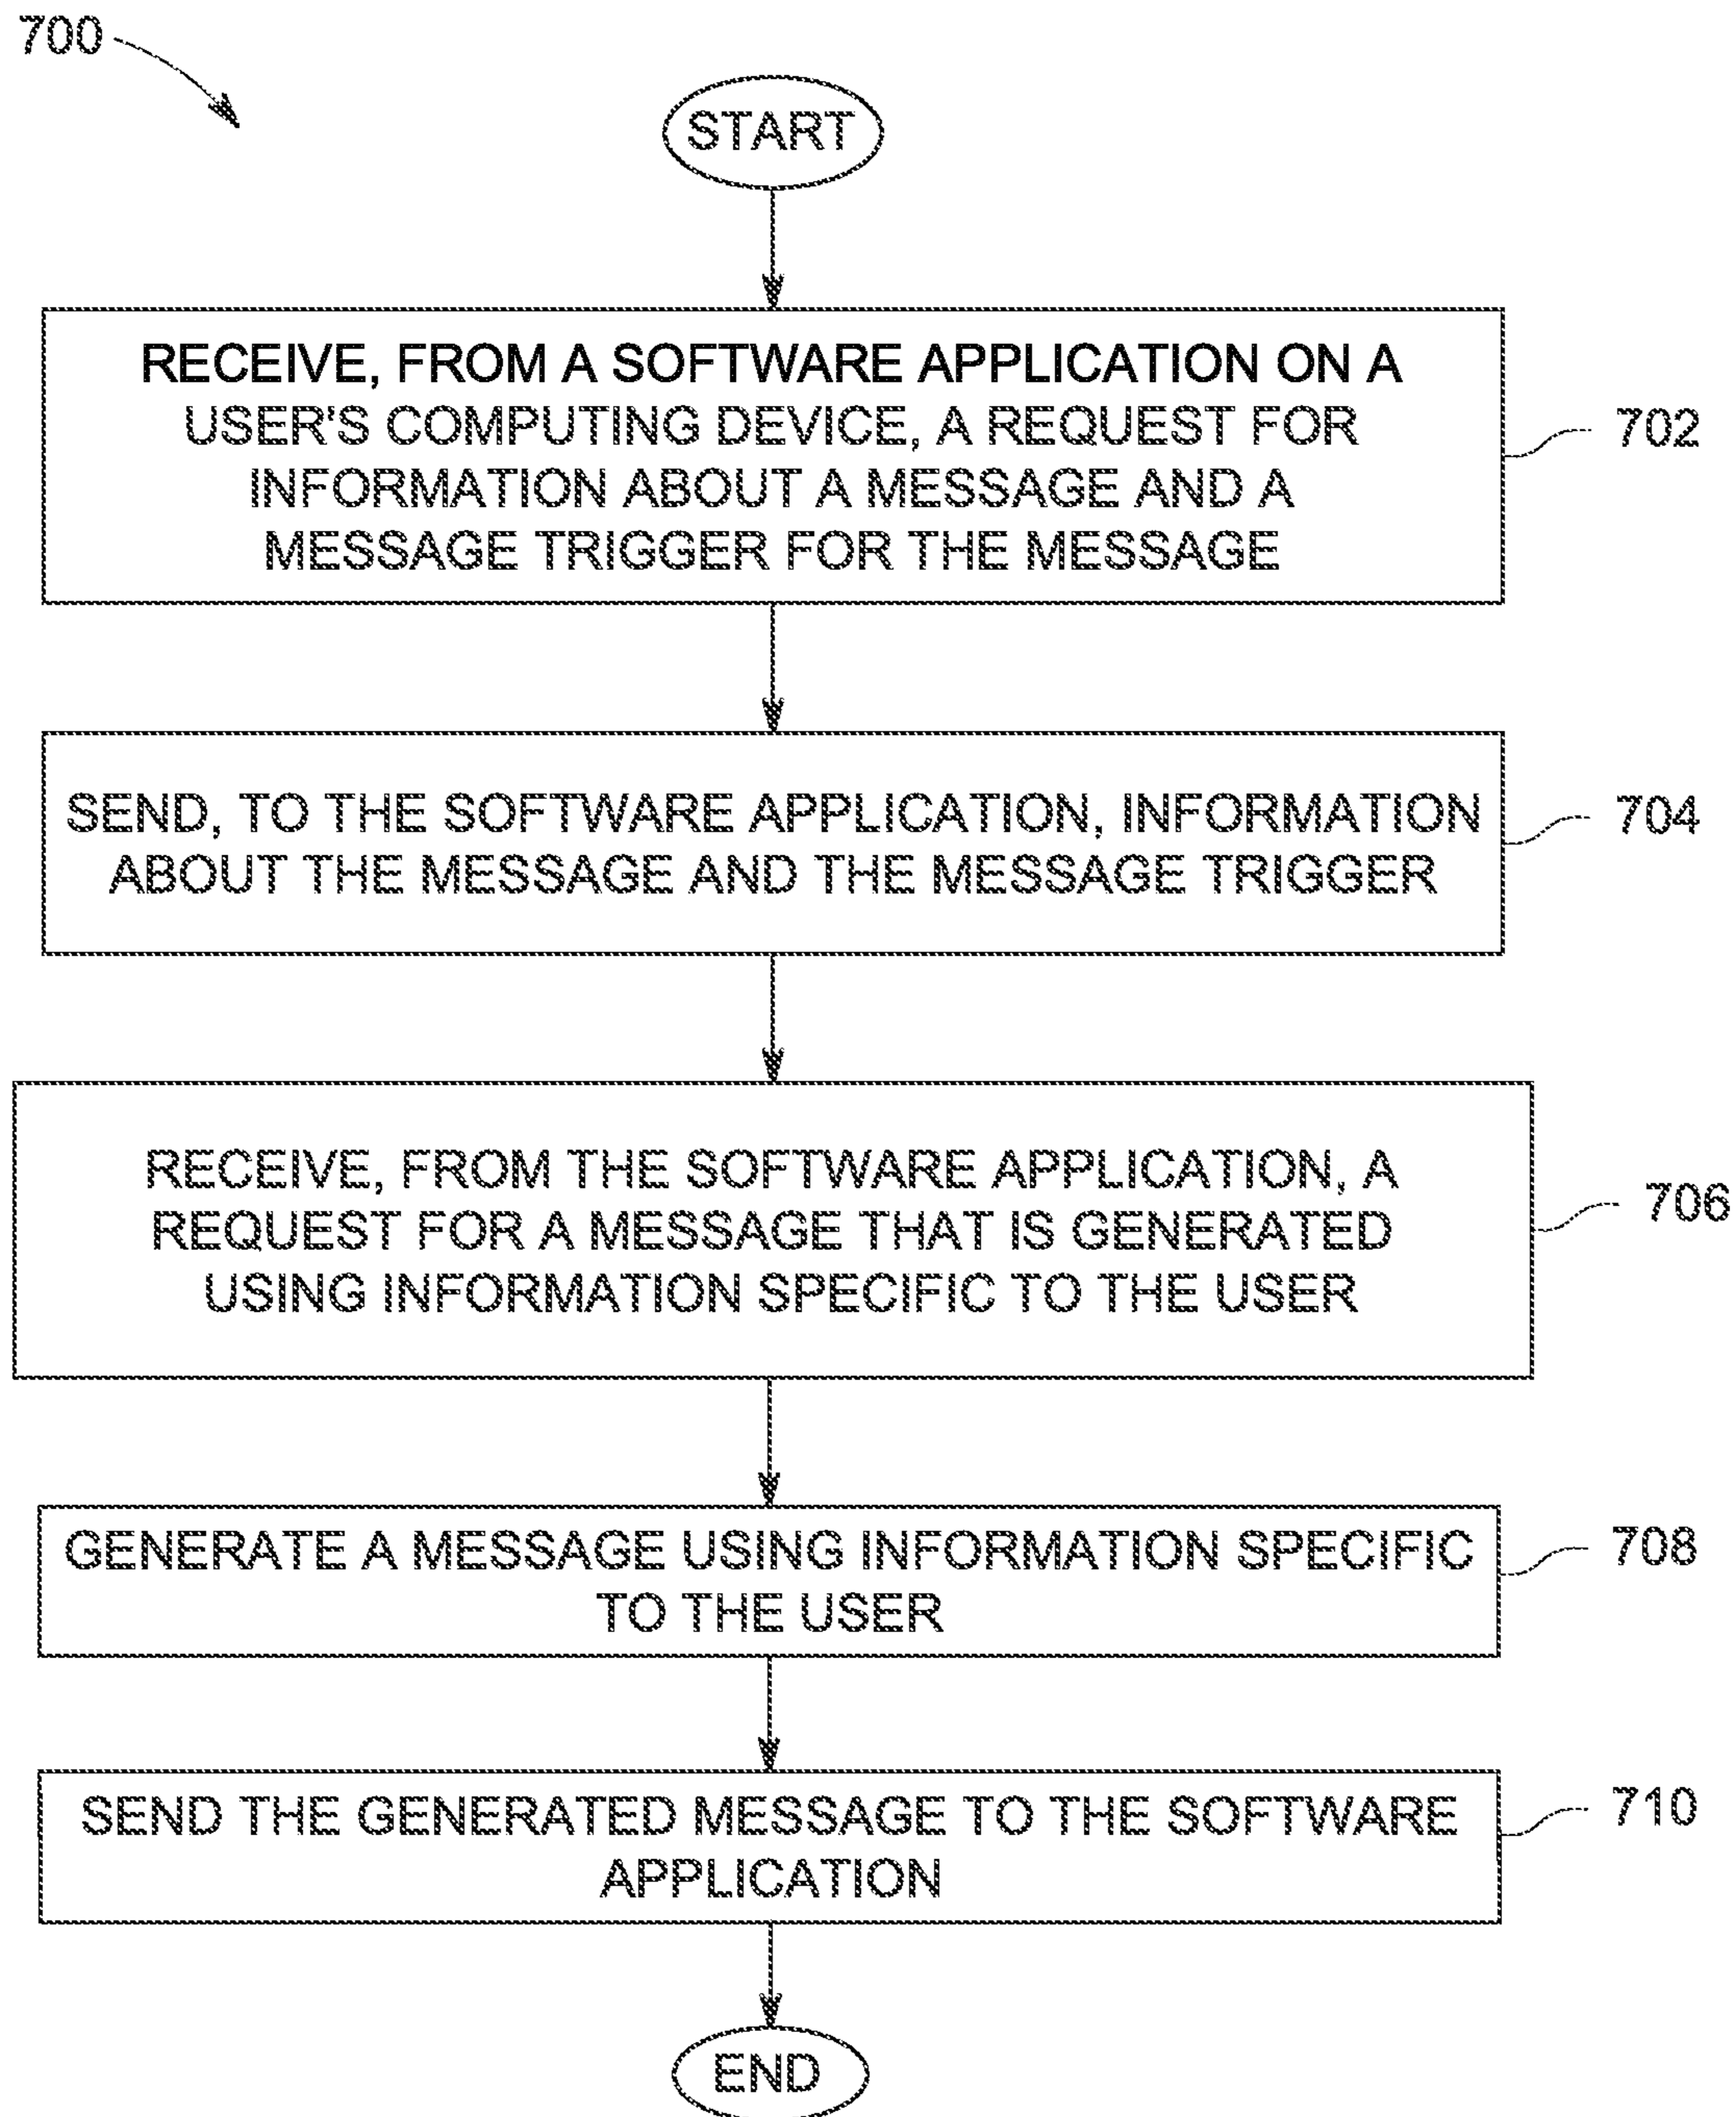 700
START
RECEIVE, FROM A SOFTWARE APPLICATION ON A
USER'S COMPUTING DEVICE, A REQUEST FOR
INFORMATION ABOUT A MESSAGE AND A
MESSAGE TRIGGER FOR THE MESSAGE
702
SEND, TO THE SOFTWARE APPLICATION, INFORMATION
ABOUT THE MESSAGE AND THE MESSAGE TRIGGER
704
RECEIVE, FROM THE SOFTWARE APPLICATION, A
REQUEST FOR A MESSAGE THAT IS GENERATED
USING INFORMATION SPECIFIC TO THE USER
706
GENERATE A MESSAGE USING INFORMATION SPECIFIC
TO THE USER
708
SEND THE GENERATED MESSAGE TO THE SOFTWARE
APPLICATION
710
END